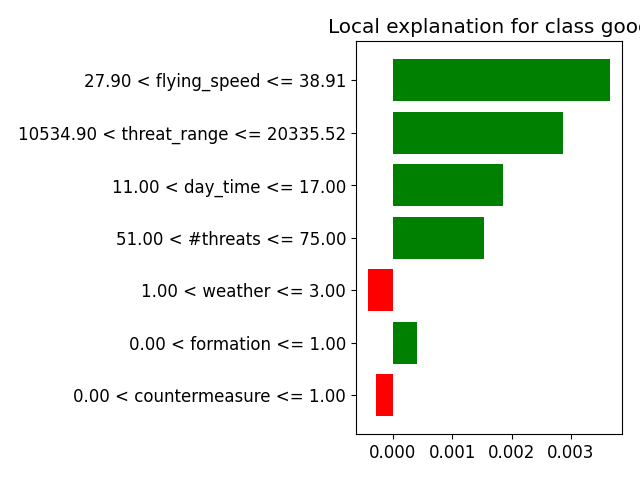 Local explanation for class goo
27.90 < flying_speed <= 38.91
10534.90 < threat_range <= 20335.52
11.00 < day_time <= 17.00
51.00 < #threats <= 75.00
1.00 < weather <= 3.00
0.00 < formation <= 1.00
0.00 < countermeasure <= 1.00
0.000 0.001 0.002 0.003